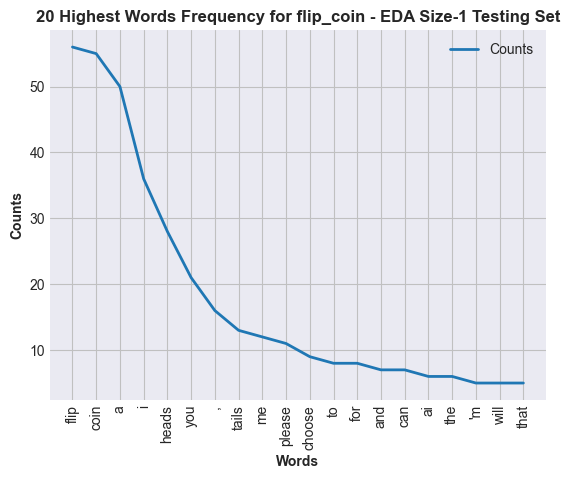 20 Highest Words Frequency for flip_coin - EDA Size-1 Testing Set
Counts
50
40
30
20
10
Counts
flip
coin
a
i
heads
you
,
tails
me
please
choose
to
for
and
can
ai
the
'm
will
that
Words